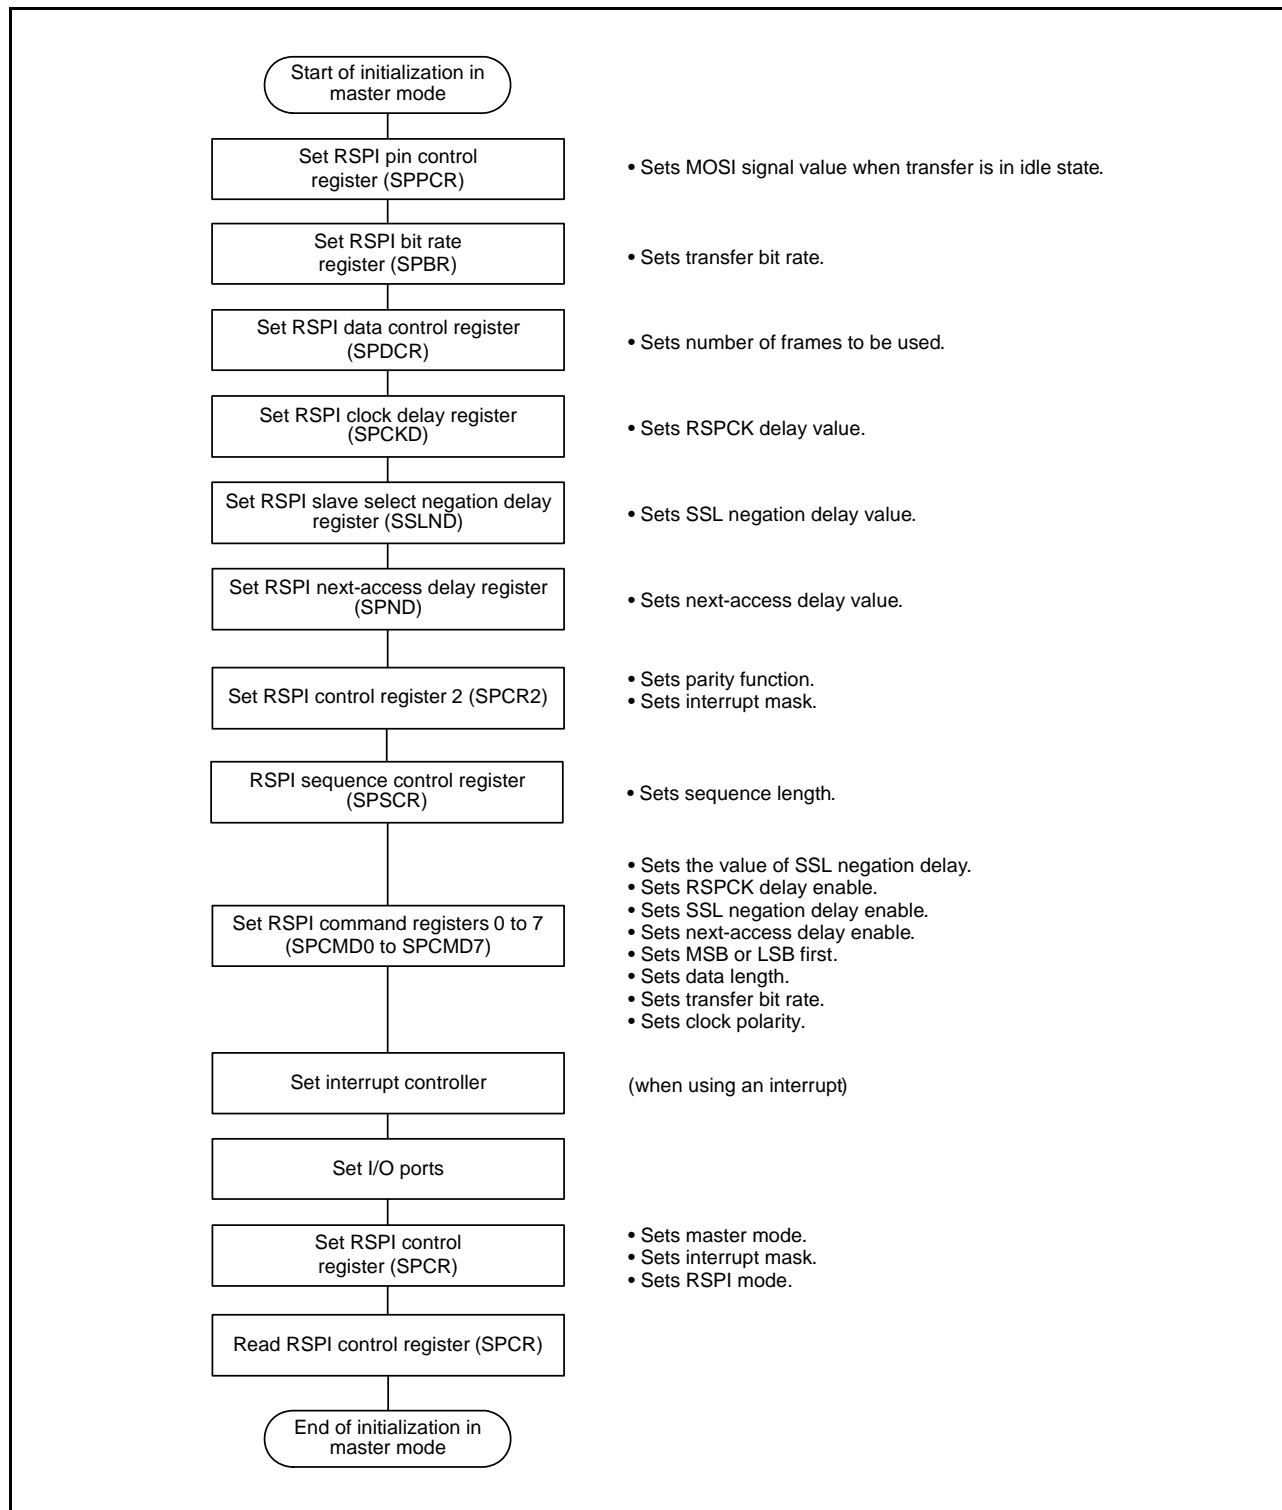 Start of initialization in
master mode
Set RSPI pin control
register (SPPCR)
• Sets MOSI signal value when transfer is in idle state.
Set RSPI bit rate
register (SPBR)
• Sets transfer bit rate.
Set RSPI data control register
(SPDCR)
• Sets number of frames to be used.
Set RSPI clock delay register
(SPCKD)
• Sets RSPCK delay value.
Set RSPI slave select negation delay
register (SSLND)
• Sets SSL negation delay value.
Set RSPI next-access delay register
(SPND)
• Sets next-access delay value.
Set RSPI control register 2 (SPCR2)
• Sets parity function.
• Sets interrupt mask.
RSPI sequence control register
(SPSCR)
• Sets sequence length.
Set RSPI command registers 0 to 7
(SPCMD0 to SPCMD7)
• Sets the value of SSL negation delay.
• Sets RSPCK delay enable.
• Sets SSL negation delay enable.
• Sets next-access delay enable.
• Sets MSB or LSB first.
• Sets data length.
• Sets transfer bit rate.
• Sets clock polarity.
Set interrupt controller
(when using an interrupt)
Set I/O ports
Set RSPI control
register (SPCR)
• Sets master mode.
• Sets interrupt mask.
• Sets RSPI mode.
Read RSPI control register (SPCR)
End of initialization in
master mode